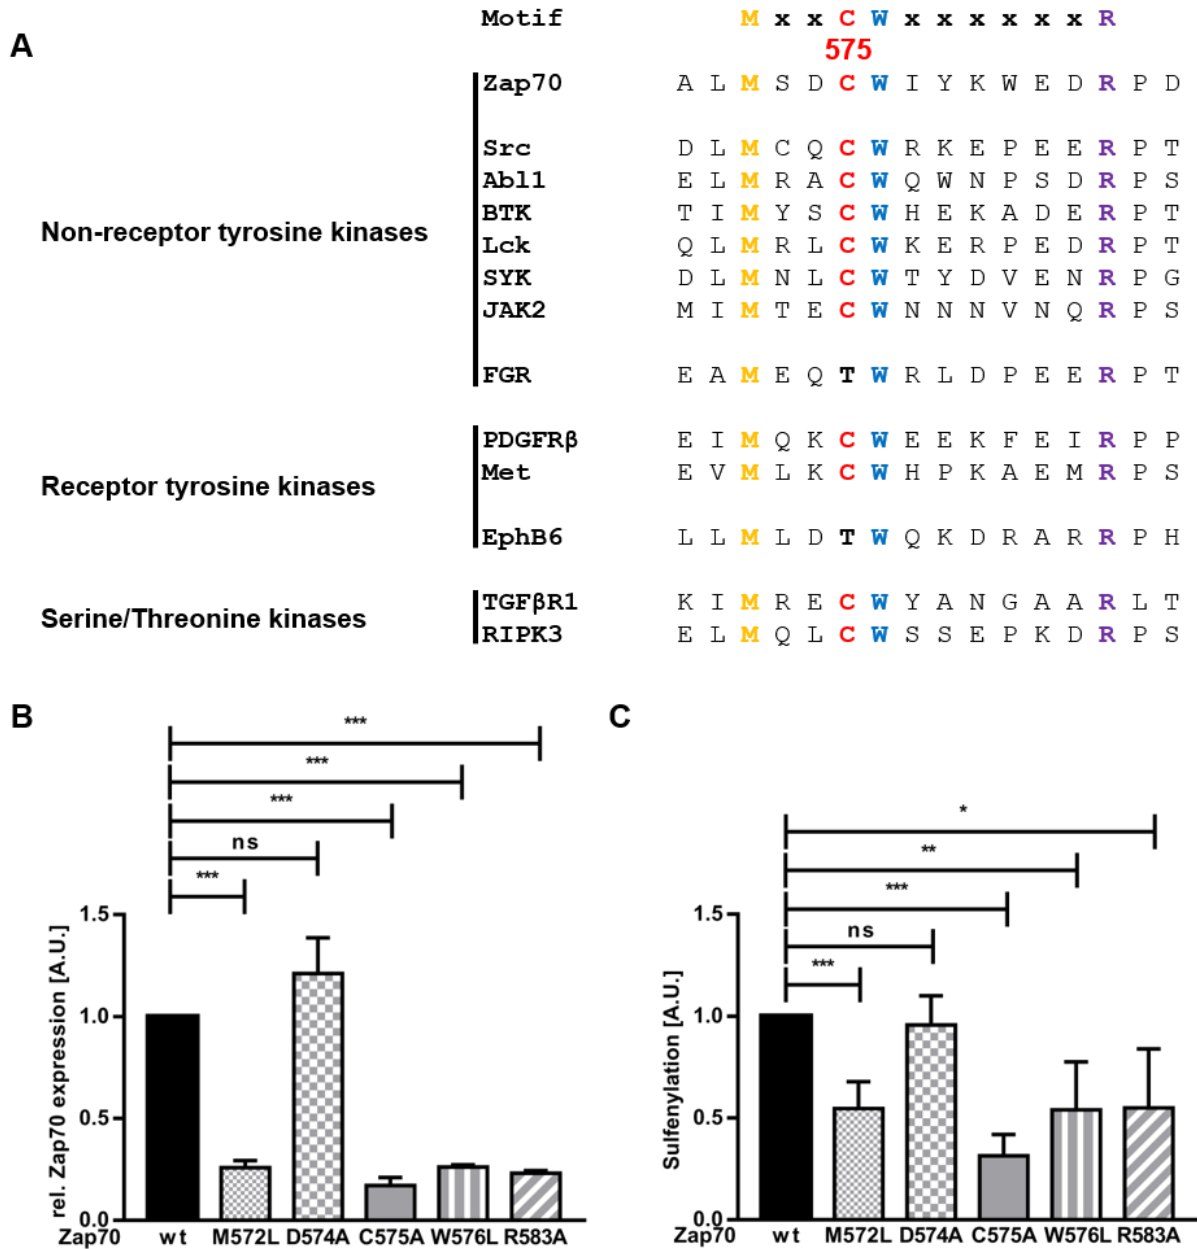 Motif M x x C W x x x x x x R
A
575
Zap70 A L M S D C W I Y K W E D R P D
Src D L M C Q C W R K E P E E R P T
Abl1 E L M R A C W Q W N P S D R P S
BTK T I M Y S C W H E K A D E R P T
Non-receptor tyrosine kinases
Lck Q L M R L C W K E R P E D R P T
SYK D L M N L C W T Y D V E N R P G
JAK2 M I M T E C W N N N V N Q R P S
FGR E A M E Q T W R L D P E E R P T
PDGFRβ E I M Q K C W E E K F E I R P P
Met E V M L K C W H P K A E M R P S
Receptor tyrosine kinases
EphB6 L L M L D T W Q K D R A R R P H
TGFβR1 K I M R E C W Y A N G A A R L T
Serine/Threonine kinases
RIPK3 E L M Q L C W S S E P K D R P S
B
***
***
***
ns
***
1.5
1.0
0.5
0.0
rel. Zap70 expression [A.U.]
Zap70 wt M572L D574A C575A W576L R583A
C
*
**
***
ns
***
1.5
1.0
0.5
0.0
Sulfenylation [A.U.]
Zap70 wt M572L D574A C575A W576L R583A